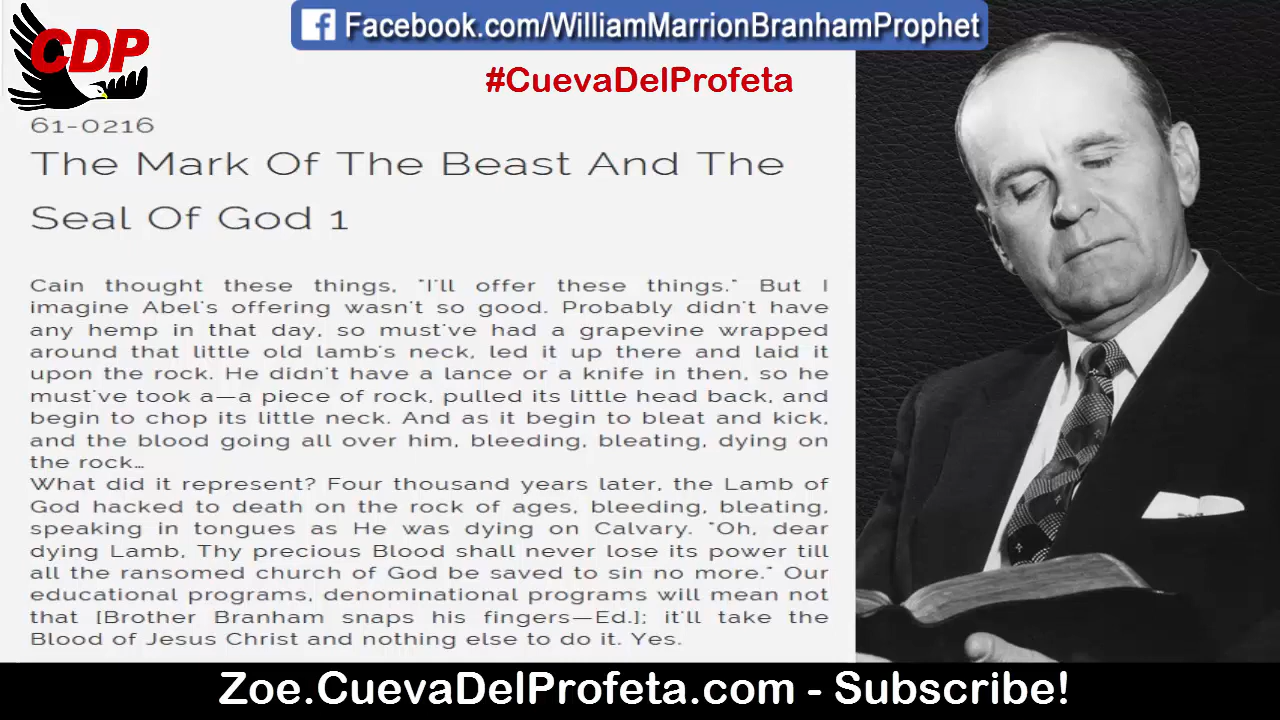 Facebook.com/WilliamMarrionBranhamProphet
CDP
#CuevaDelProfeta
61-0216
The Mark Of The Beast And The
Seal Of God 1
Cain thought these things, "I'll offer these things." But I
imagine Abel's offering wasn't so good. Probably didn't have
any hemp in that day, so must've had a grapevine wrapped
around that little old lamb's neck, led it up there and laid it
upon the rock. He didn't have a lance or a knife in then, so he
must've took a—a piece of rock, pulled its little head back, and
begin to chop its little neck. And as it begin to bleat and kick,
and the blood going all over him, bleeding, bleating, dying on
the rock…
What did it represent? Four thousand years later, the Lamb of
God hacked to death on the rock of ages, bleeding, bleating,
speaking in tongues as He was dying on Calvary. "Oh, dear
dying Lamb, Thy precious Blood shall never lose its power till
all the ransomed church of God be saved to sin no more." Our
educational programs, denominational programs will mean not
that [Brother Branham snaps his fingers—Ed.]; it'll take the
Blood of Jesus Christ and nothing else to do it. Yes.
Zoe.CuevaDelProfeta.com - Subscribe!